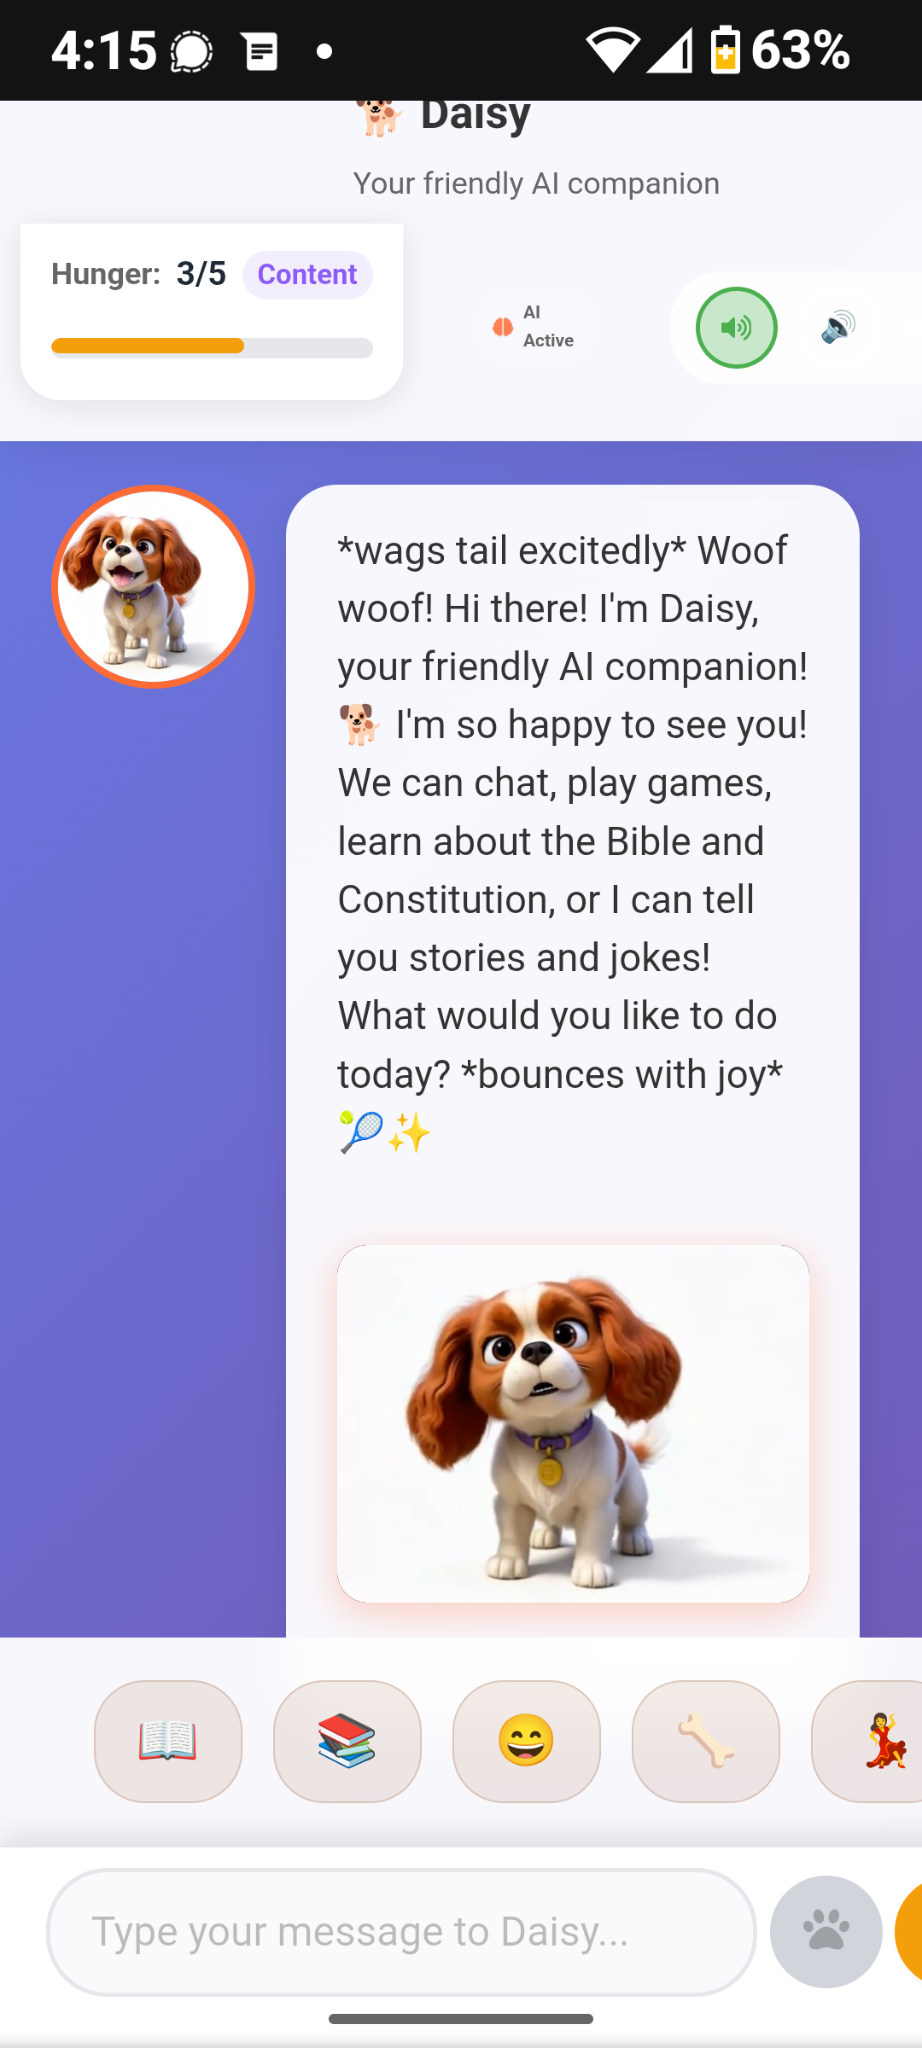 4:15
63%
🐕 Daisy
Your friendly AI companion
Hunger: 3/5 Content
AI
Active
*wags tail excitedly* Woof
woof! Hi there! I'm Daisy,
your friendly AI companion!
🐕 I'm so happy to see you!
We can chat, play games,
learn about the Bible and
Constitution, or I can tell
you stories and jokes!
What would you like to do
today? *bounces with joy*
🎾✨
Type your message to Daisy...